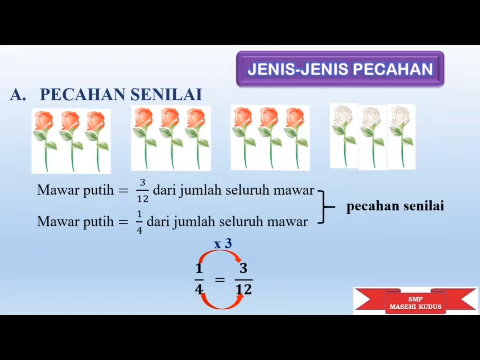 JENIS-JENIS PECAHAN
A. PECAHAN SENILAI
Mawar putih = 3/12 dari jumlah seluruh mawar
Mawar putih = 1/4 dari jumlah seluruh mawar
pecahan senilai
x 3
1/4 = 3/12
SMP
MASEHI KUDUS